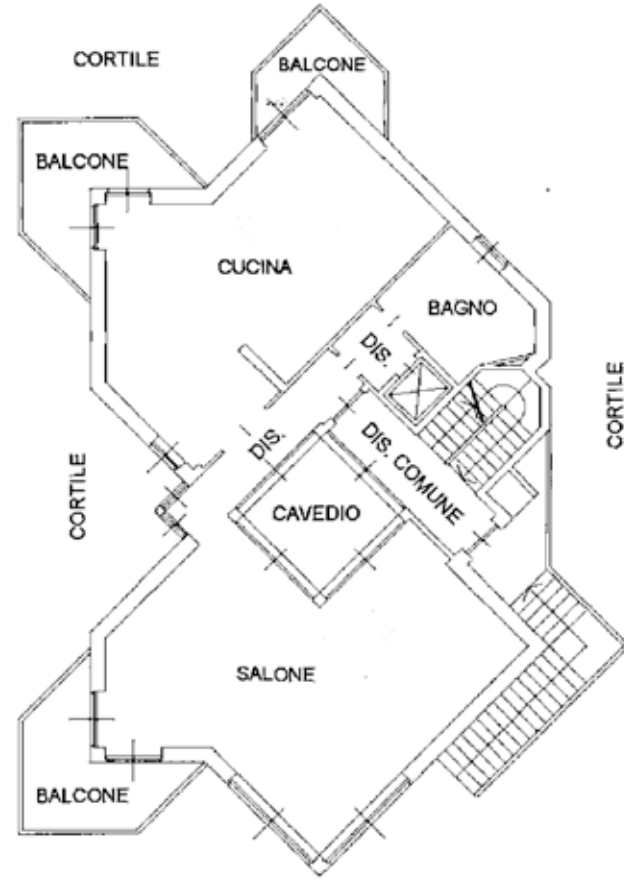 CORTILE
BALCONE
BALCONE
CUCINA
BAGNO
DIS.
CORTILE
DIS.
DIS. COMUNE
CORTILE
CAVEDIO
SALONE
BALCONE